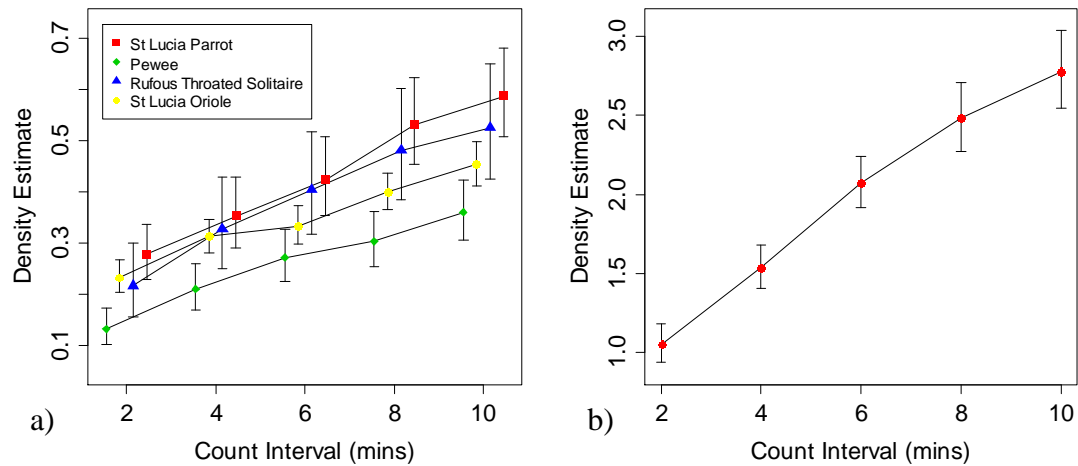 St Lucia Parrot
Pewee
Rufous Throated Solitaire
St Lucia Oriole
Density Estimate
0.1 0.3 0.5 0.7
2 4 6 8 10
Count Interval (mins)
a)
Density Estimate
1.0 1.5 2.0 2.5 3.0
2 4 6 8 10
Count Interval (mins)
b)